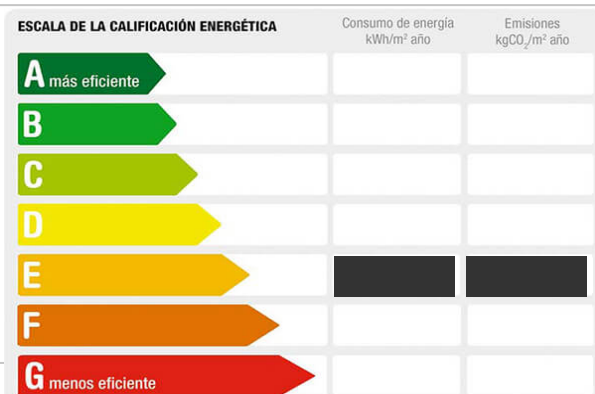 ESCALA DE LA CALIFICACIÓN ENERGÉTICA
Consumo de energía
kWh/m² año
Emisiones
kgCO₂/m² año
A más eficiente
B
C
D
E
F
G menos eficiente